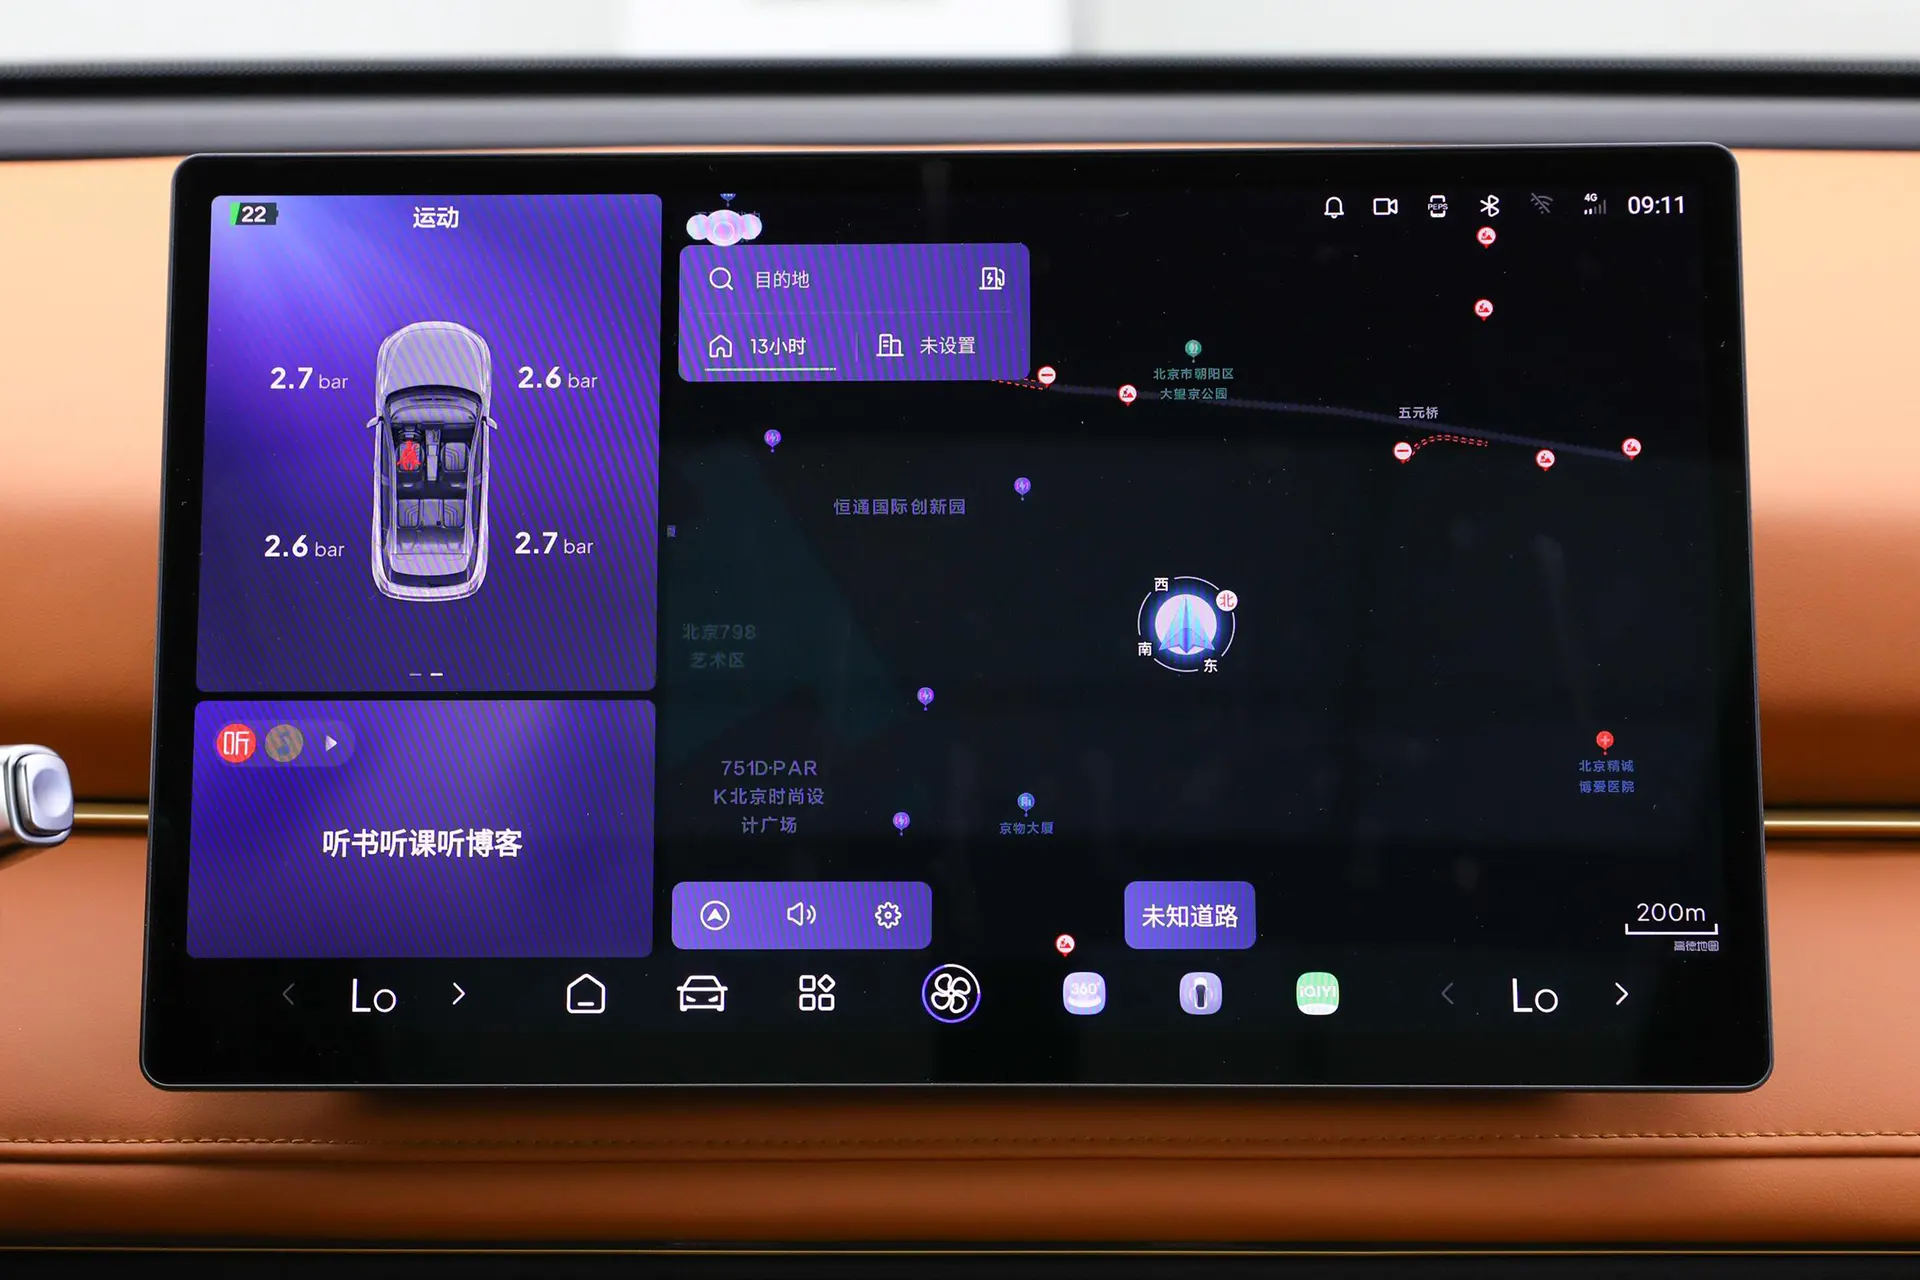 22
运动
2.7 bar
2.6 bar
2.6 bar
2.7 bar
听
听书听课听博客
目的地
13小时
未设置
PEPS
4G
09:11
北京市朝阳区
大望京公园
五元桥
恒通国际创新园
厦
北京798
艺术区
西
北
南
东
751D·PAR
K北京时尚设
计广场
京物大厦
北京精诚
博爱医院
未知道路
200m
高德地图
Lo
360°
iQIYI
Lo